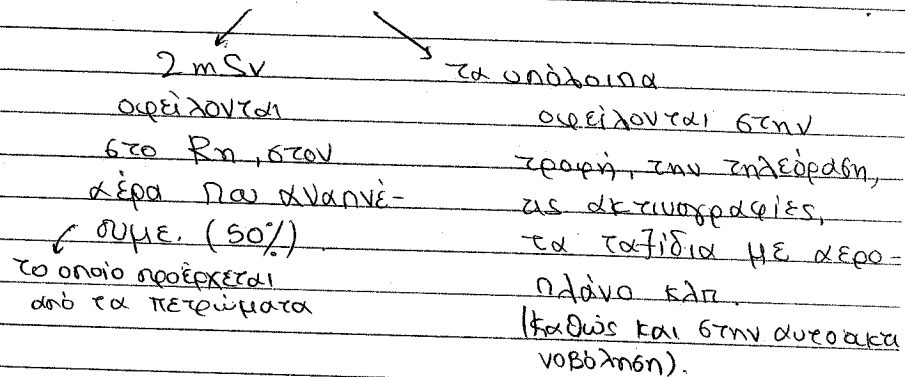 2 mSv
οφείλονται
στο Rn, στον
αέρα που αναπνέ-
ουμε. (50%).
το οποίο προέρχεται
από τα πετρώματα
τα υπόλοιπα
οφείλονται στην
τροφή, την τηλεόραση,
τις ακτινογραφίες,
τα ταξίδια με αερο-
πλάνο κλπ.
(καθώς και στην αυτοακτι
νοβόληση).